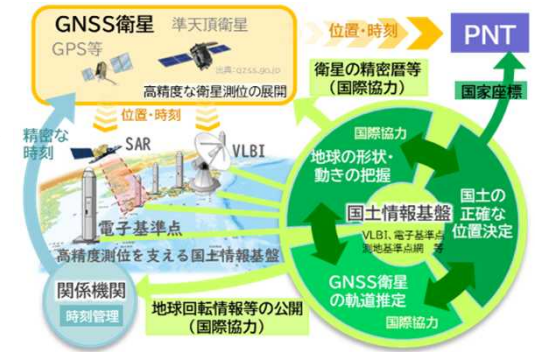 GNSS衛星
準天頂衛星
GPS等
出典:qzss.go.jp
高精度な衛星測位の展開
位置・時刻
PNT
衛星の精密暦等
(国際協力)
国家座標
位置・時刻
精密な
時刻
SAR
VLBI
電子基準点
高精度測位を支える国土情報基盤
国際協力
地球の形状・
動きの把握
国土の
正確な
位置決定
国土情報基盤
VLBI、電子基準点
測地基準点網 等
GNSS衛星
の軌道推定
国際協力
関係機関
時刻管理
地球回転情報等の公開
(国際協力)